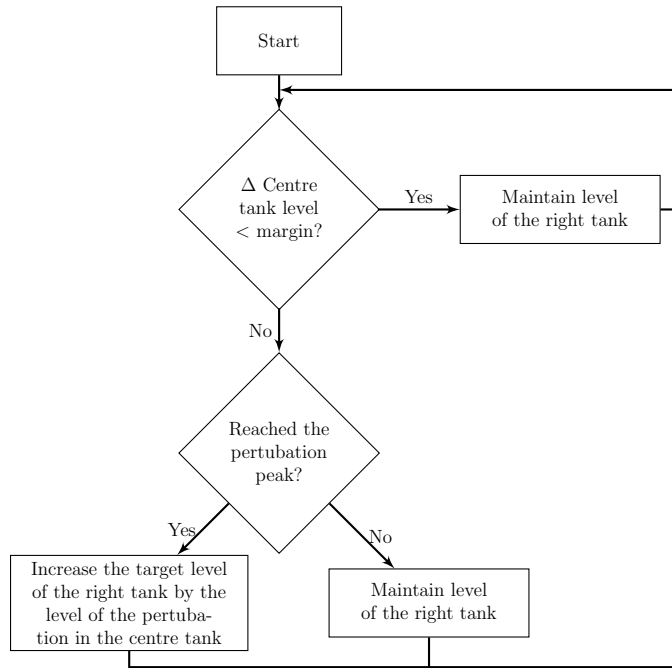 Start
Δ Centre
tank level
< margin?
Yes
Maintain level
of the right tank
No
Reached the
pertubation
peak?
Yes
No
Increase the target level
of the right tank by the
level of the pertuba-
tion in the centre tank
Maintain level
of the right tank